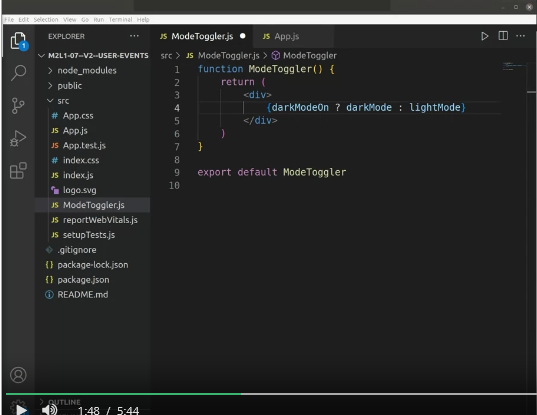 File Edit Selection View Go Run Terminal Help
EXPLORER ...
JS ModeToggler.js
JS App.js
...
1
M2L1-07--V2--USER-EVENTS
src > JS ModeToggler.js > ModeToggler
> node_modules
> public
src
# App.css
JS App.js
JS App.test.js
# index.css
JS index.js
logo.svg
JS ModeToggler.js
JS reportWebVitals.js
JS setupTests.js
.gitignore
{} package-lock.json
{} package.json
README.md
1 function ModeToggler() {
2 return (
3 <div>
4 {darkModeOn ? darkMode : lightMode}
5 </div>
6 )
7 }
8
9 export default ModeToggler
10
> OUTLINE
1:48 / 5:44